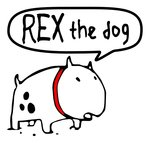 REX the dog